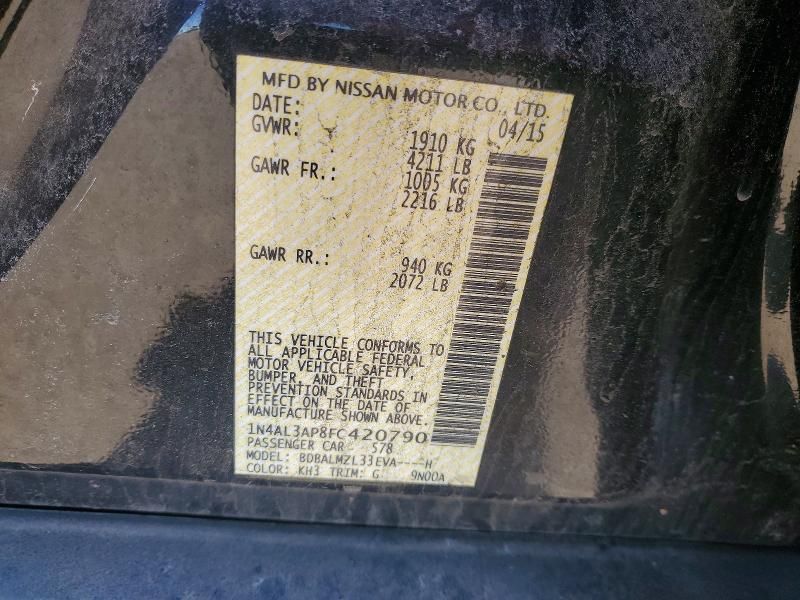 MFD BY NISSAN MOTOR CO., LTD.
DATE: 04/15
GVWR: 1910 KG
4211 LB
GAWR FR.: 1005 KG
2216 LB
GAWR RR.: 940 KG
2072 LB
THIS VEHICLE CONFORMS TO
ALL APPLICABLE FEDERAL
MOTOR VEHICLE SAFETY,
BUMPER, AND THEFT
PREVENTION STANDARDS IN
EFFECT ON THE DATE OF
MANUFACTURE SHOWN ABOVE.
1N4AL3AP8FC420790
PASSENGER CAR 578
MODEL: BDBALMZL33EVA----H
COLOR: KH3 TRIM: G 9N00A